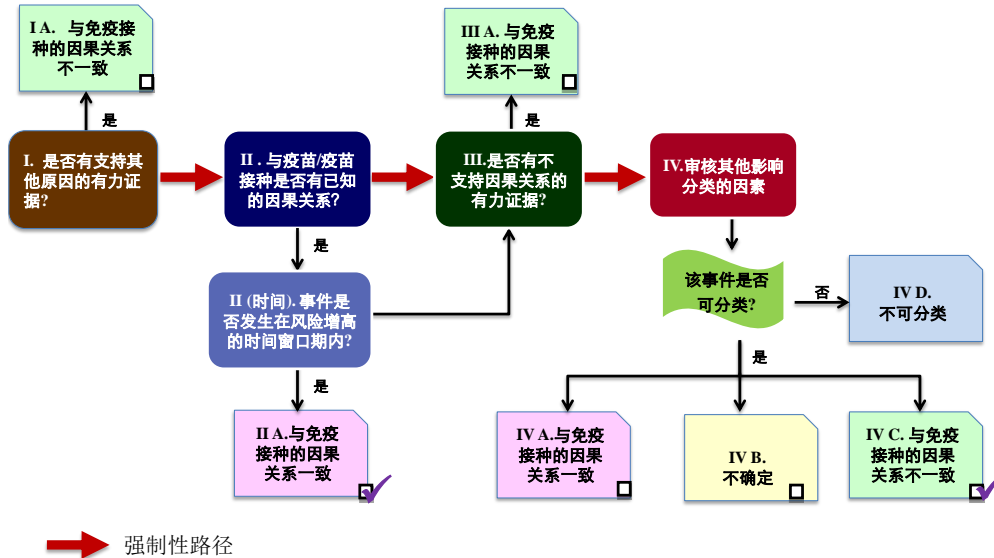 I A. 与免疫接
种的因果关系
不一致
III A. 与免疫
接种的因果
关系不一致
是
是
I. 是否有支持其
他原因的有力证
据?
II . 与疫苗/疫苗
接种是否有已知
的因果关系?
III.是否有不
支持因果关系的
有力证据?
IV.审核其他影响
分类的因素
是
II (时间). 事件是
否发生在风险增高
的时间窗口期内?
该事件是否
可分类?
否
IV D.
不可分类
是
是
II A.与免疫
接种的因果
关系一致
IV A.与免疫
接种的因果
关系一致
IV B.
不确定
IV C. 与免疫
接种的因果
关系不一致
强制性路径